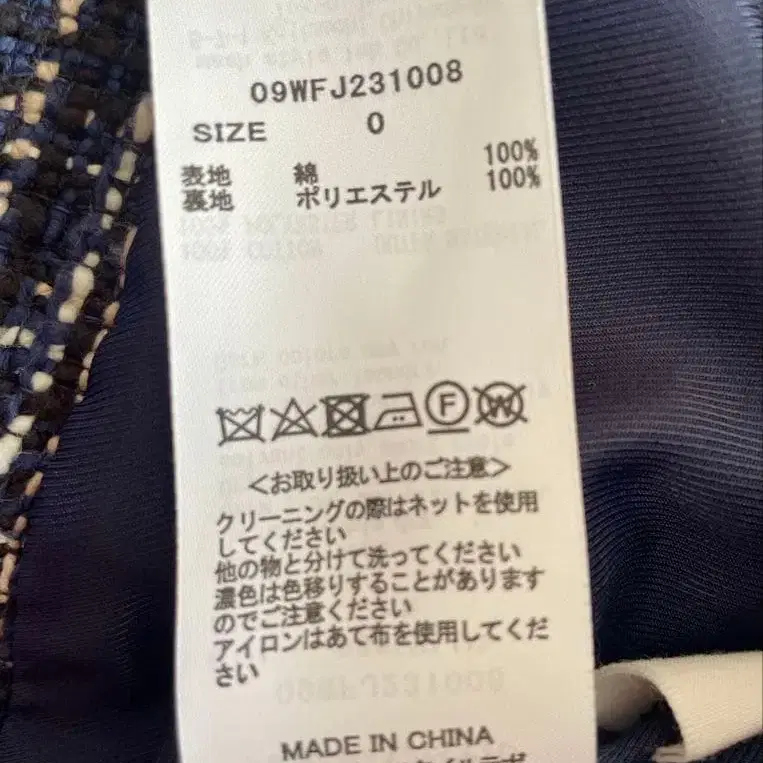 09WFJ231008
SIZE 0
表地 綿 100%
裏地 ポリエステル 100%
F W
<お取り扱い上のご注意>
クリーニングの際はネットを使用
してください
他の物と分けて洗ってください
濃色は色移りすることがあります
のでご注意ください
アイロンはあて布を使用してくだ
さい
MADE IN CHINA